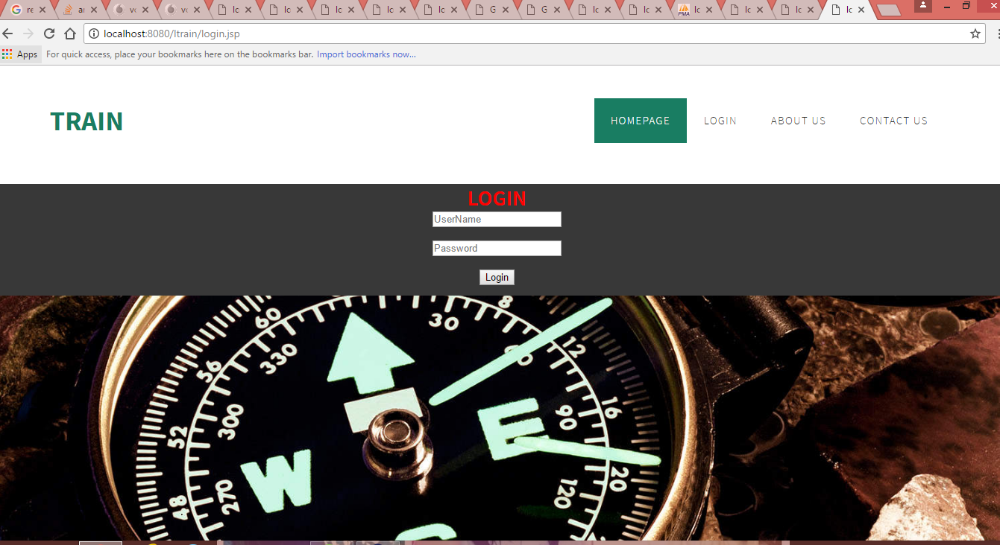 re
ar
vo
vo
lo
lo
lo
lo
lo
G
G
lo
lo
PMA
lo
lo
lo
lo
localhost:8080/ltrain/login.jsp
Apps For quick access, place your bookmarks here on the bookmarks bar. Import bookmarks now...
TRAIN
HOMEPAGE LOGIN ABOUT US CONTACT US
LOGIN
UserName
Password
Login
8
60 30 12
330
56
16
300 E 90
52
W 20
270 120
48